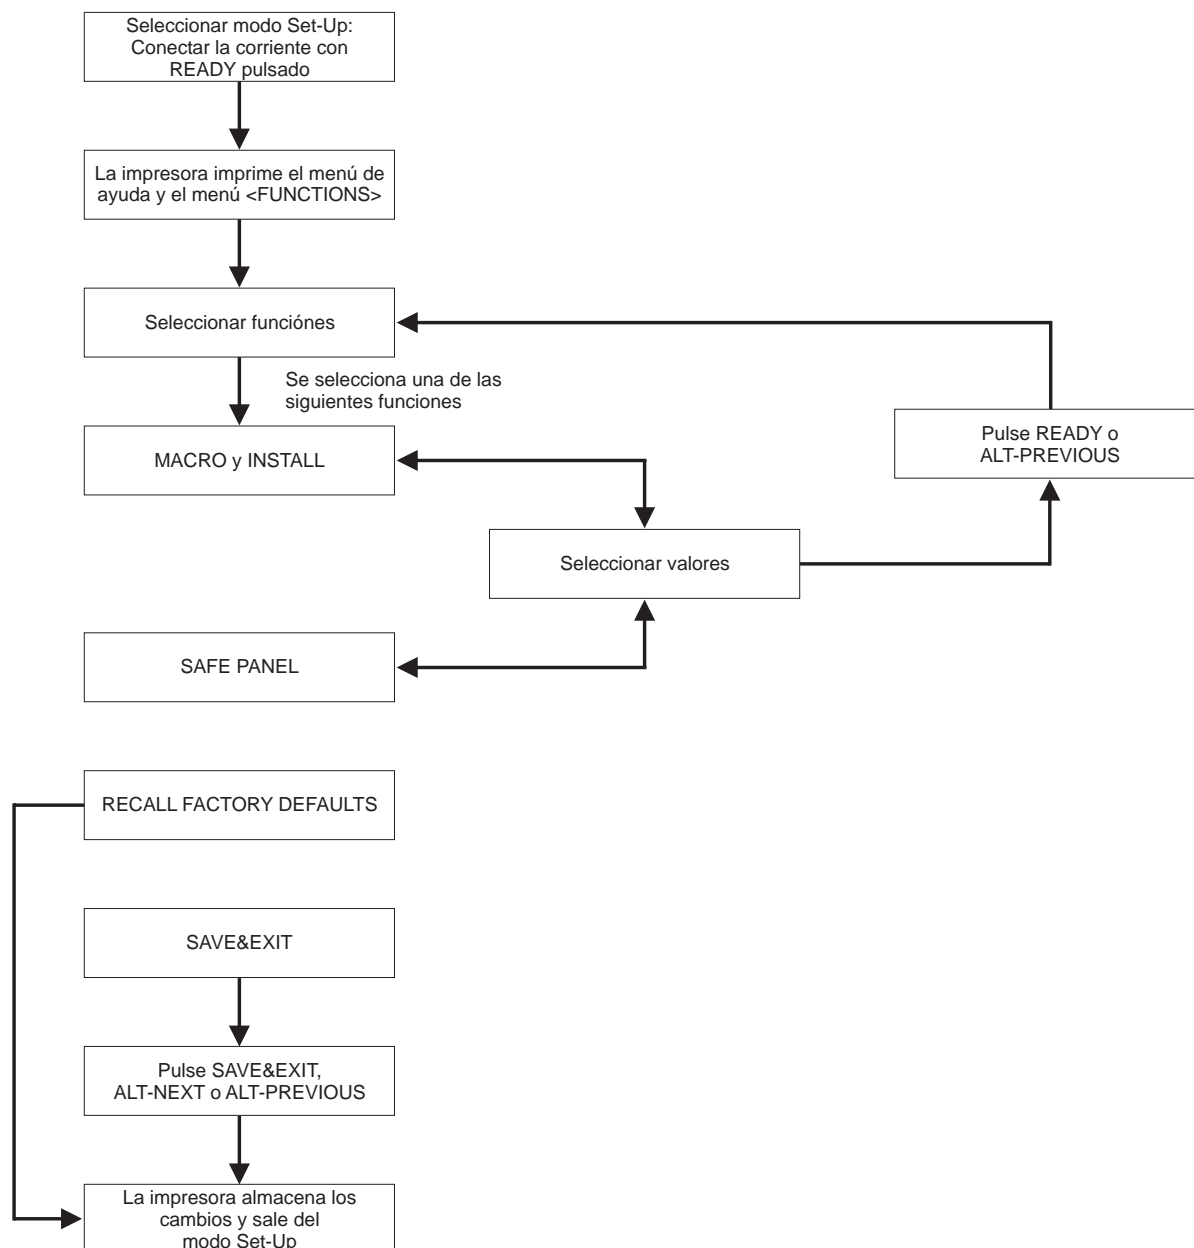 Seleccionar modo Set-Up:
Conectar la corriente con
READY pulsado
La impresora imprime el menú de
ayuda y el menú <FUNCTIONS>
Seleccionar funciónes
Se selecciona una de las
siguientes funciones
Pulse READY o
ALT-PREVIOUS
MACRO y INSTALL
Seleccionar valores
SAFE PANEL
RECALL FACTORY DEFAULTS
SAVE&EXIT
Pulse SAVE&EXIT,
ALT-NEXT o ALT-PREVIOUS
La impresora almacena los
cambios y sale del
modo Set-Up